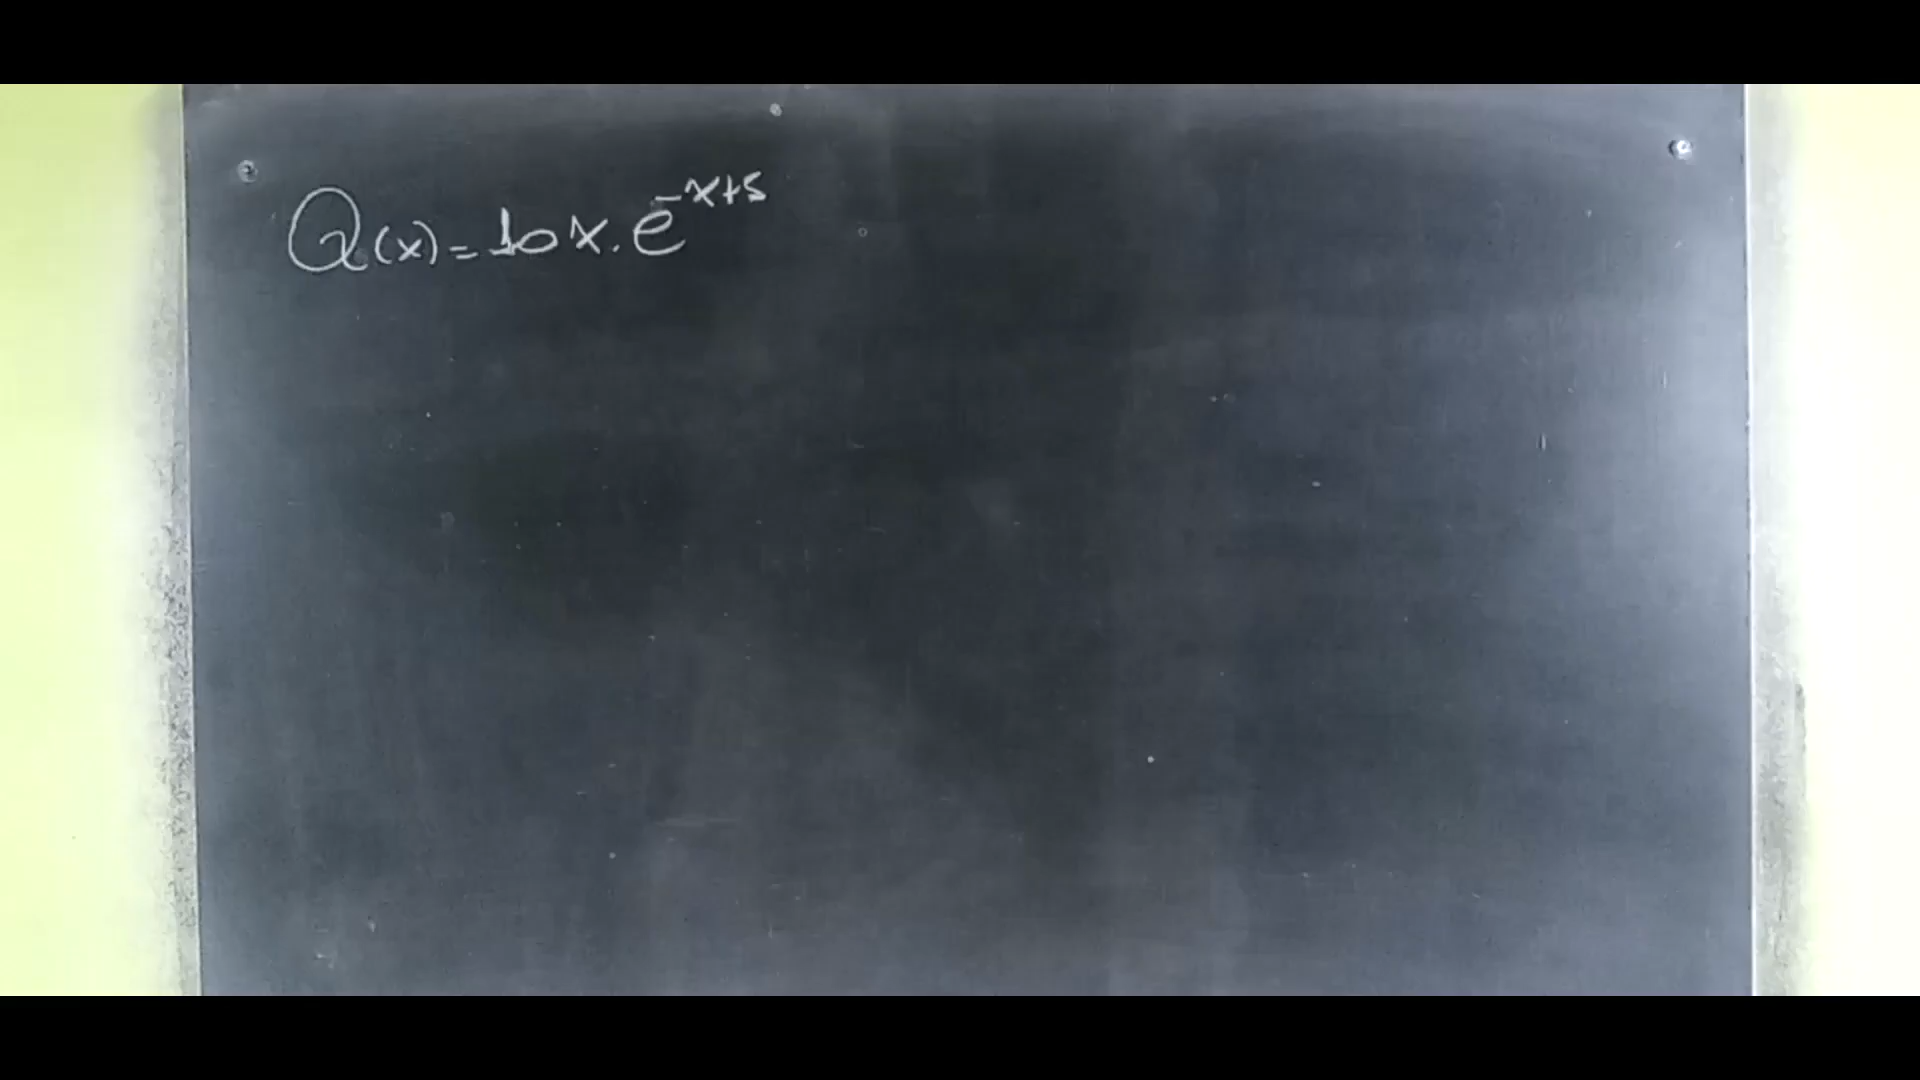 Q(x) = 10x. e^{-x+5}